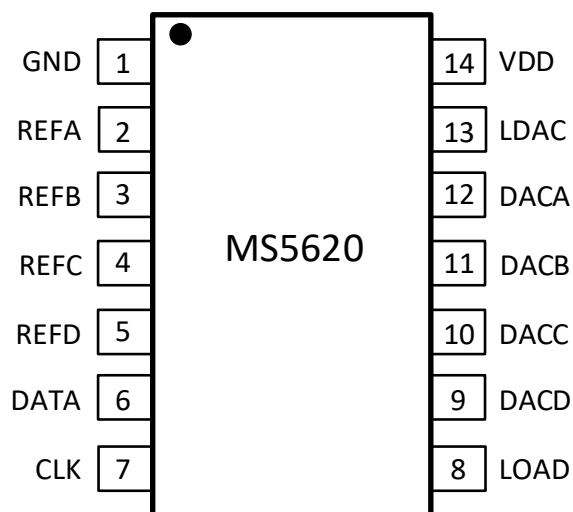 GND 1 14 VDD
REFA 2 13 LDAC
REFB 3 12 DACA
MS5620
REFC 4 11 DACB
REFD 5 10 DACC
DATA 6 9 DACD
CLK 7 8 LOAD